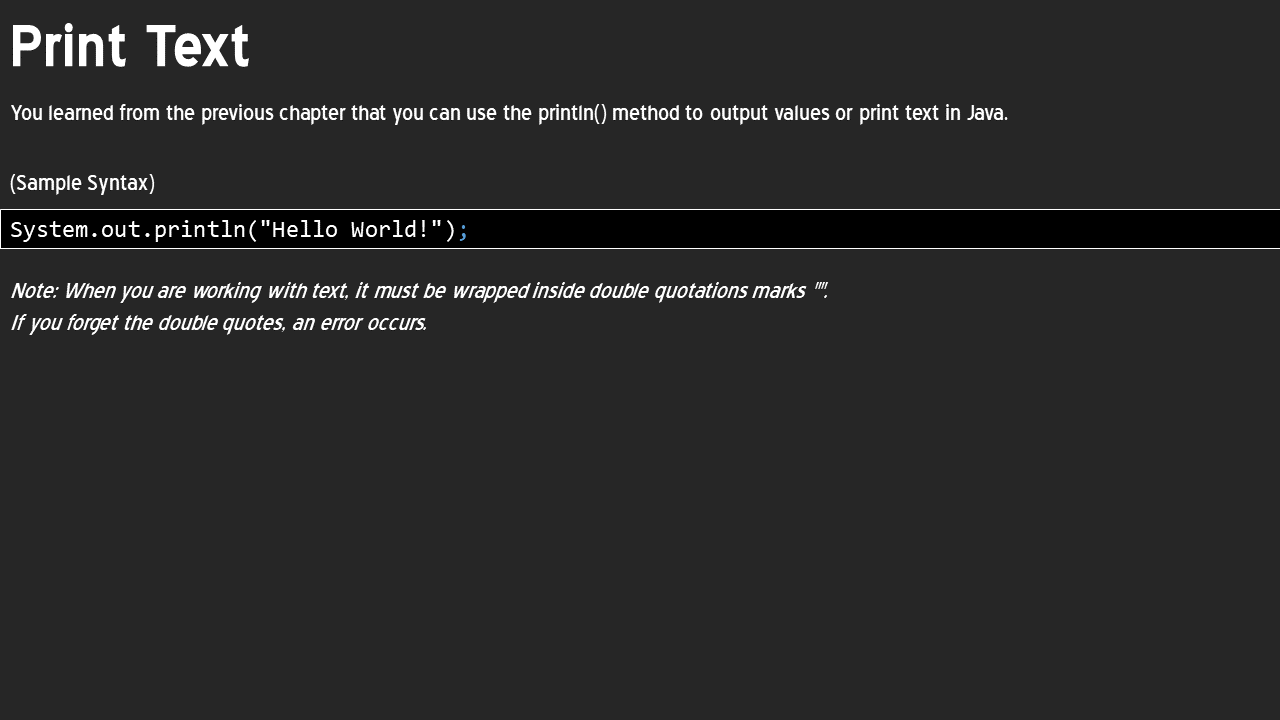 Print Text
You learned from the previous chapter that you can use the println() method to output values or print text in Java.
(Sample Syntax)
System.out.println("Hello World!");
Note: When you are working with text, it must be wrapped inside double quotations marks "".
If you forget the double quotes, an error occurs.